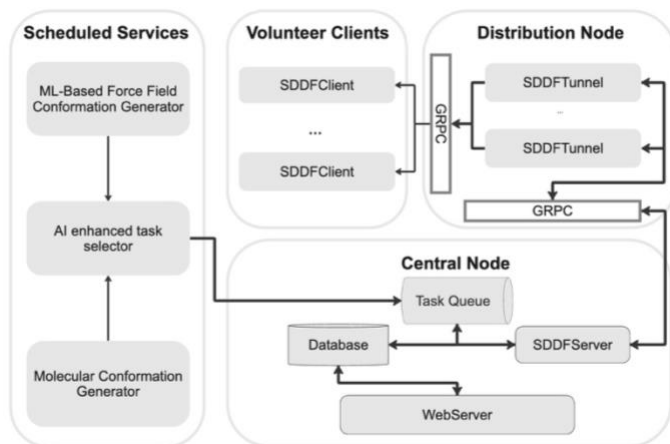 Scheduled Services
ML-Based Force Field
Conformation Generator
AI enhanced task
selector
Molecular Conformation
Generator
Volunteer Clients
SDDFClient
...
SDDFClient
GRPC
Distribution Node
SDDFTunnel
..
SDDFTunnel
GRPC
Central Node
Task Queue
Database
SDDFServer
WebServer